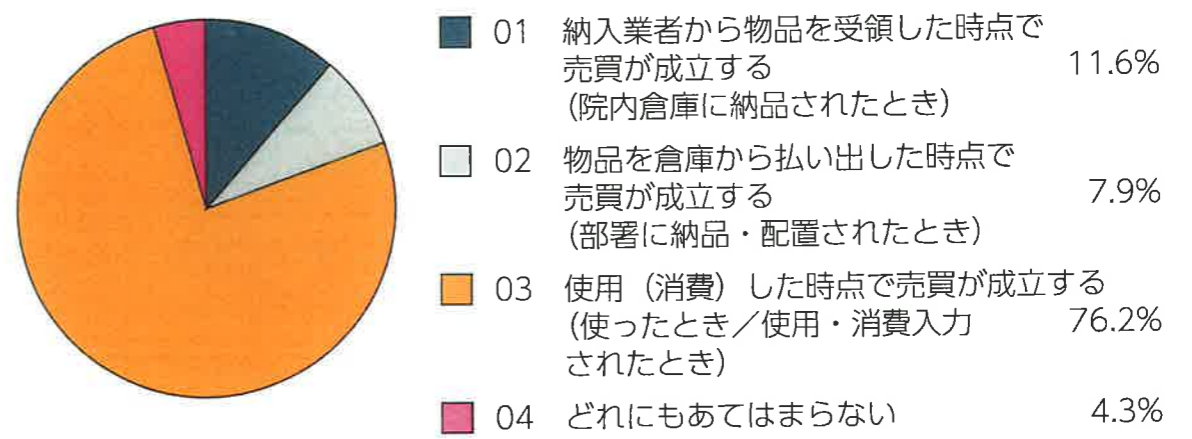 01 納入業者から物品を受領した時点で
売買が成立する 11.6%
(院内倉庫に納品されたとき)
02 物品を倉庫から払い出した時点で
売買が成立する 7.9%
(部署に納品・配置されたとき)
03 使用（消費）した時点で売買が成立する
(使ったとき／使用・消費入力 76.2%
されたとき)
04 どれにもあてはまらない 4.3%